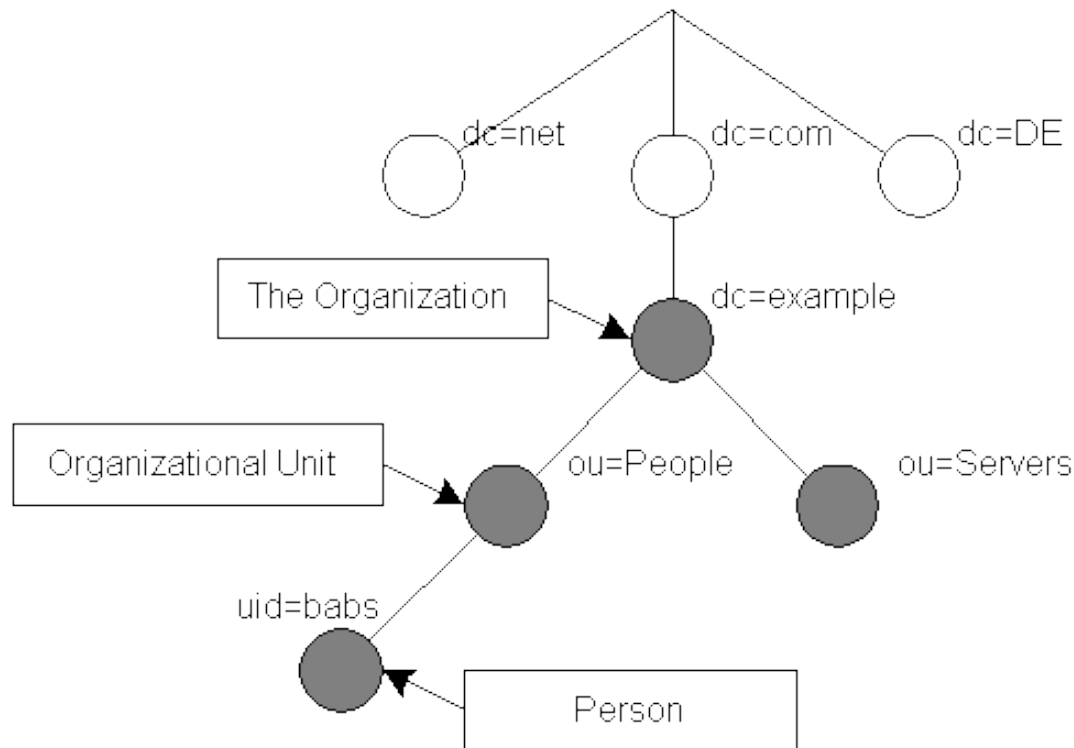 dc=net
dc=com
dc=DE
The Organization
dc=example
Organizational Unit
ou=People
ou=Servers
uid=babs
Person